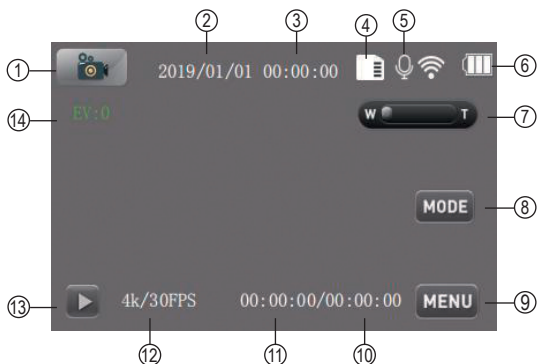 ② ③ ④ ⑤
① 2019/01/01 00:00:00 ⑥
⑭ EV:0 W T ⑦
MODE ⑧
⑬ 4k/30FPS 00:00:00/00:00:00 MENU ⑨
⑫ ⑪ ⑩